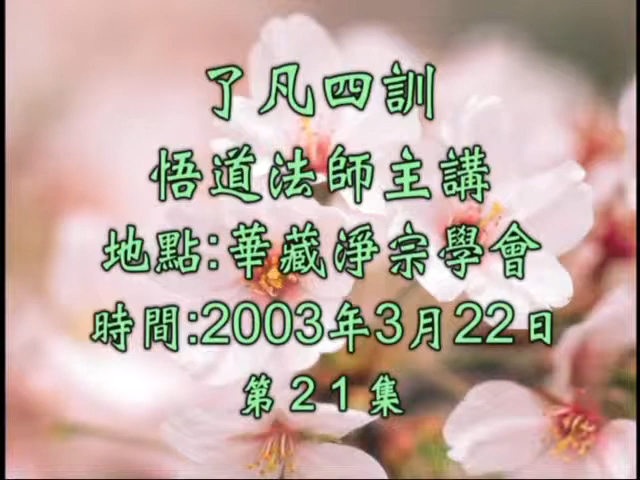 了凡四訓
悟道法師主講
地點:華藏淨宗學會
時間:2003年3月22日
第21集